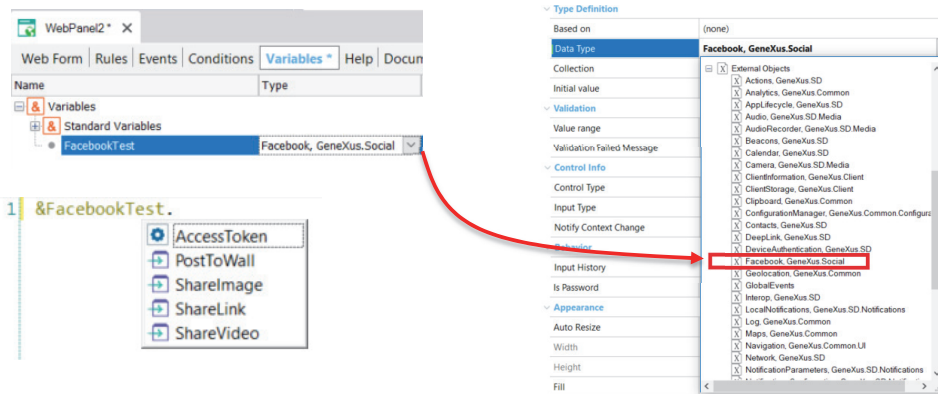 WebPanel2 * X
Web Form Rules Events Conditions Variables * Help Docum
Name Type
& Variables
& Standard Variables
FacebookTest Facebook, GeneXus.Social
1 &FacebookTest.
AccessToken
PostToWall
ShareImage
ShareLink
ShareVideo
Type Definition
Based on (none)
Data Type Facebook, GeneXus.Social
Collection
Initial value
Validation
Value range
Validation Failed Message
Control Info
Control Type
Input Type
Notify Context Change
Behavior
Input History
Is Password
Appearance
Auto Resize
Width
Height
Fill
External Objects
Actions, GeneXus.SD
Analytics, GeneXus.Common
AppLifecycle, GeneXus.SD
Audio, GeneXus.SD.Media
AudioRecorder, GeneXus.SD.Media
Beacons, GeneXus.SD
Calendar, GeneXus.SD
Camera, GeneXus.SD.Media
ClientInformation, GeneXus.Client
ClientStorage, GeneXus.Client
Clipboard, GeneXus.Common
ConfigurationManager, GeneXus.Common.Configura
Contacts, GeneXus.SD
DeepLink, GeneXus.SD
DeviceAuthentication, GeneXus.SD
Facebook, GeneXus.Social
Geolocation, GeneXus.Common
GlobalEvents
Interop, GeneXus.SD
LocalNotifications, GeneXus.SD.Notifications
Log, GeneXus.Common
Maps, GeneXus.Common
Navigation, GeneXus.Common.UI
Network, GeneXus.SD
NotificationParameters, GeneXus.SD.Notifications